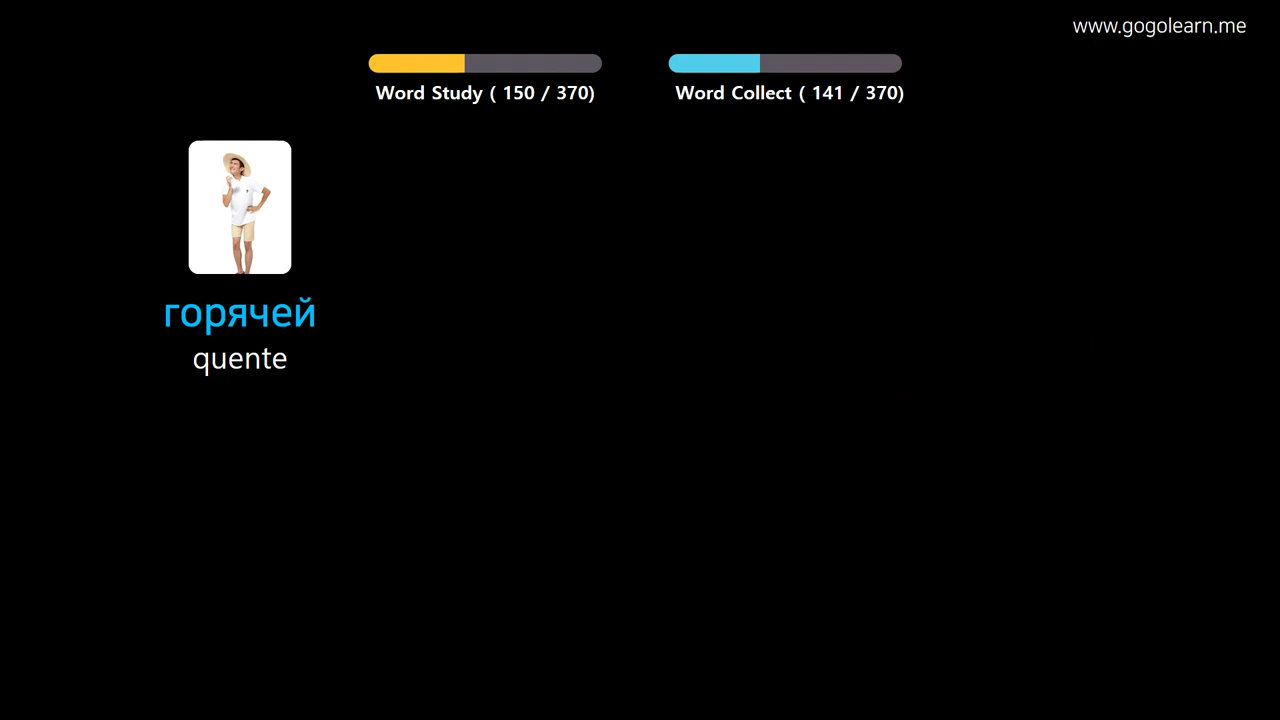 www.gogolearn.me
Word Study ( 150 / 370)
Word Collect ( 141 / 370)
горячей
quente